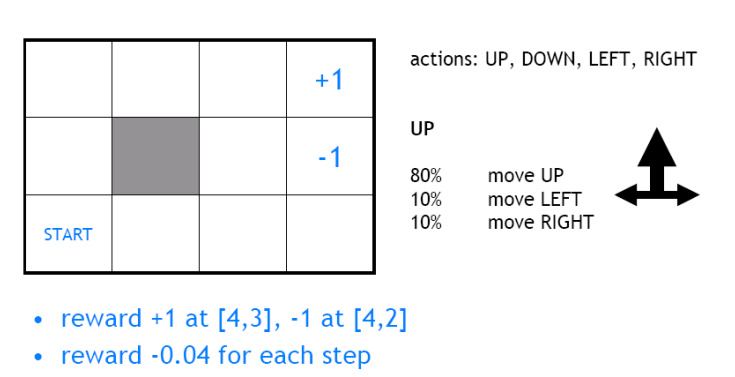 +1
-1
START
actions: UP, DOWN, LEFT, RIGHT
UP
80% move UP
10% move LEFT
10% move RIGHT
• reward +1 at [4,3], -1 at [4,2]
• reward -0.04 for each step